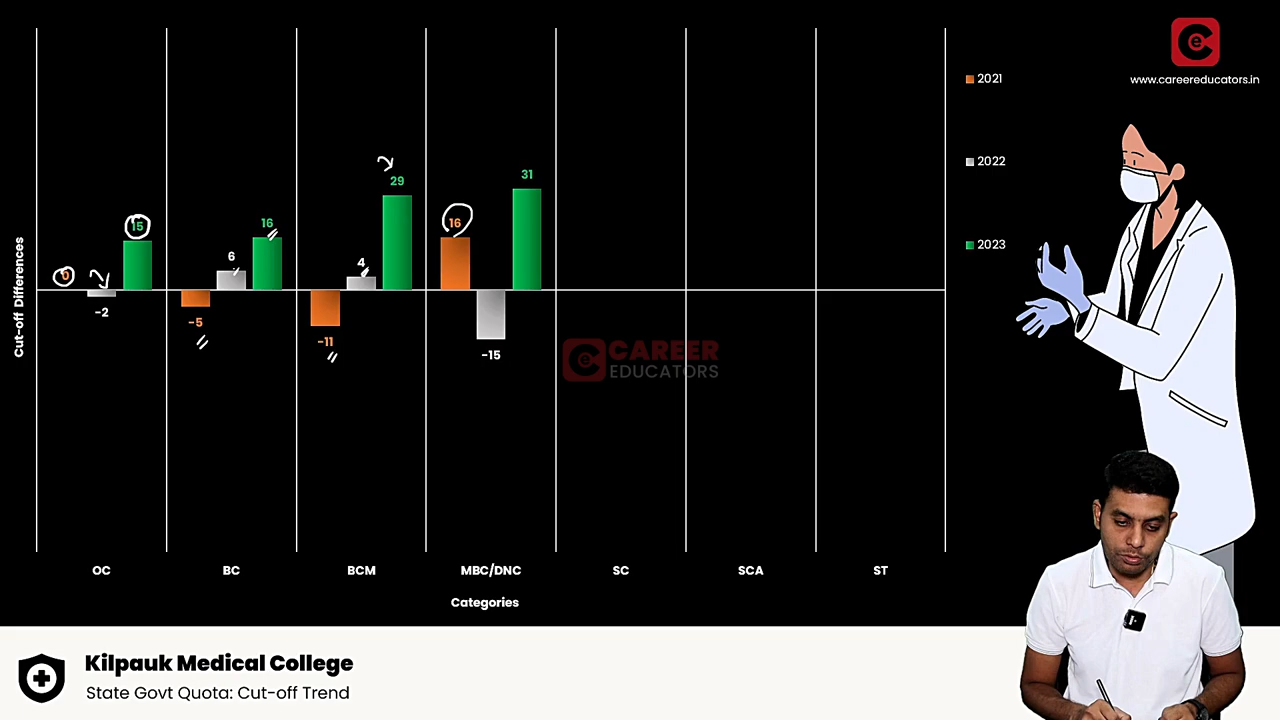 www.careereducators.in
2021
2022
2023
Cut-off Differences
0
-2
15
-5
6
16
-11
4
29
16
-15
31
CAREER
EDUCATORS
OC
BC
BCM
MBC/DNC
SC
SCA
ST
Categories
Kilpauk Medical College
State Govt Quota: Cut-off Trend